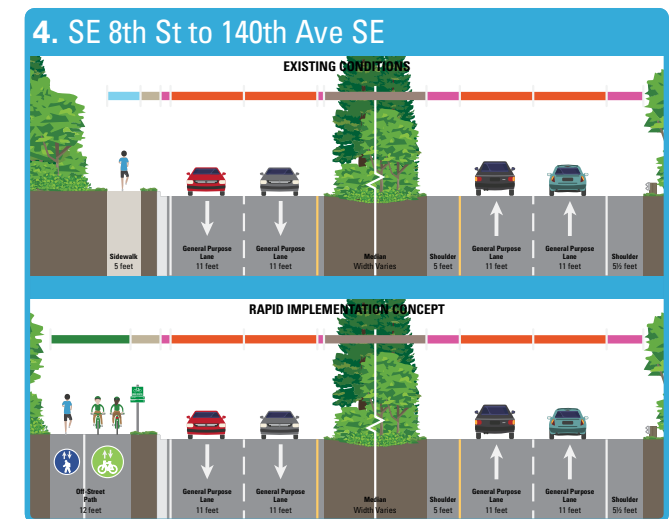 4. SE 8th St to 140th Ave SE
EXISTING CONDITIONS
Sidewalk
5 feet
General Purpose
Lane
11 feet
General Purpose
Lane
11 feet
Median
Width Varies
Shoulder
5 feet
General Purpose
Lane
11 feet
General Purpose
Lane
11 feet
Shoulder
5½ feet
RAPID IMPLEMENTATION CONCEPT
Off-Street
Path
12 feet
General Purpose
Lane
11 feet
General Purpose
Lane
11 feet
Median
Width Varies
Shoulder
5 feet
General Purpose
Lane
11 feet
General Purpose
Lane
11 feet
Shoulder
5½ feet